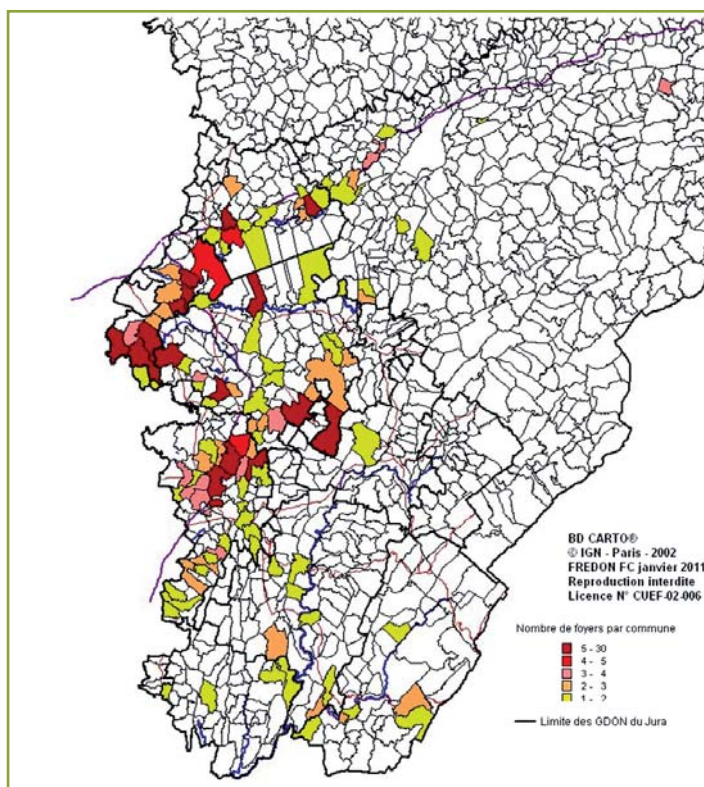 BD CARTO®
© IGN - Paris - 2002
FREDON FC janvier 2011
Reproduction interdite
Licence N° CUEF-02-006
Nombre de foyers par commune
5 - 30
4 - 5
3 - 4
2 - 3
1 - 2
Limite des GDON du Jura